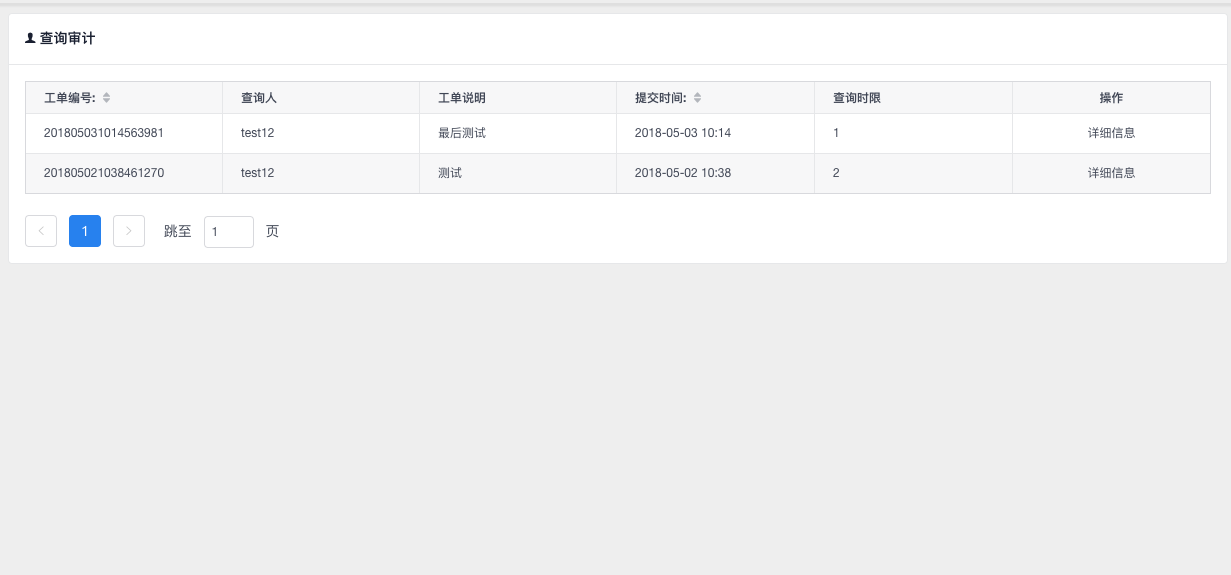 查询审计
工单编号: 查询人 工单说明 提交时间: 查询时限 操作
201805031014563981 test12 最后测试 2018-05-03 10:14 1 详细信息
201805021038461270 test12 测试 2018-05-02 10:38 2 详细信息
1 跳至 1 页